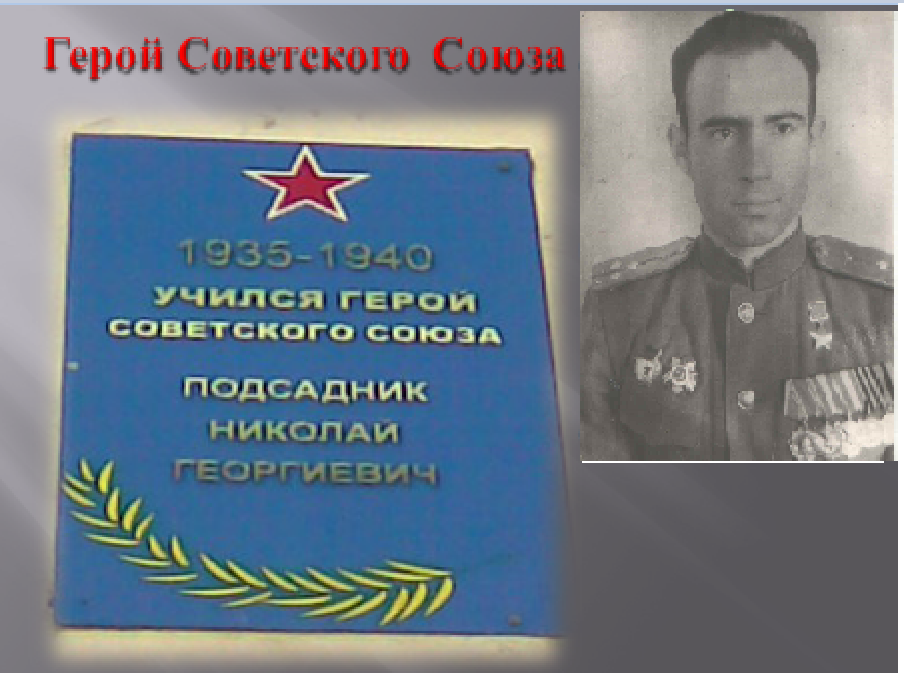 Герой Советского Союза
1935-1940
УЧИЛСЯ ГЕРОЙ
СОВЕТСКОГО СОЮЗА
ПОДСАДНИК
НИКОЛАЙ
ГЕОРГИЕВИЧ